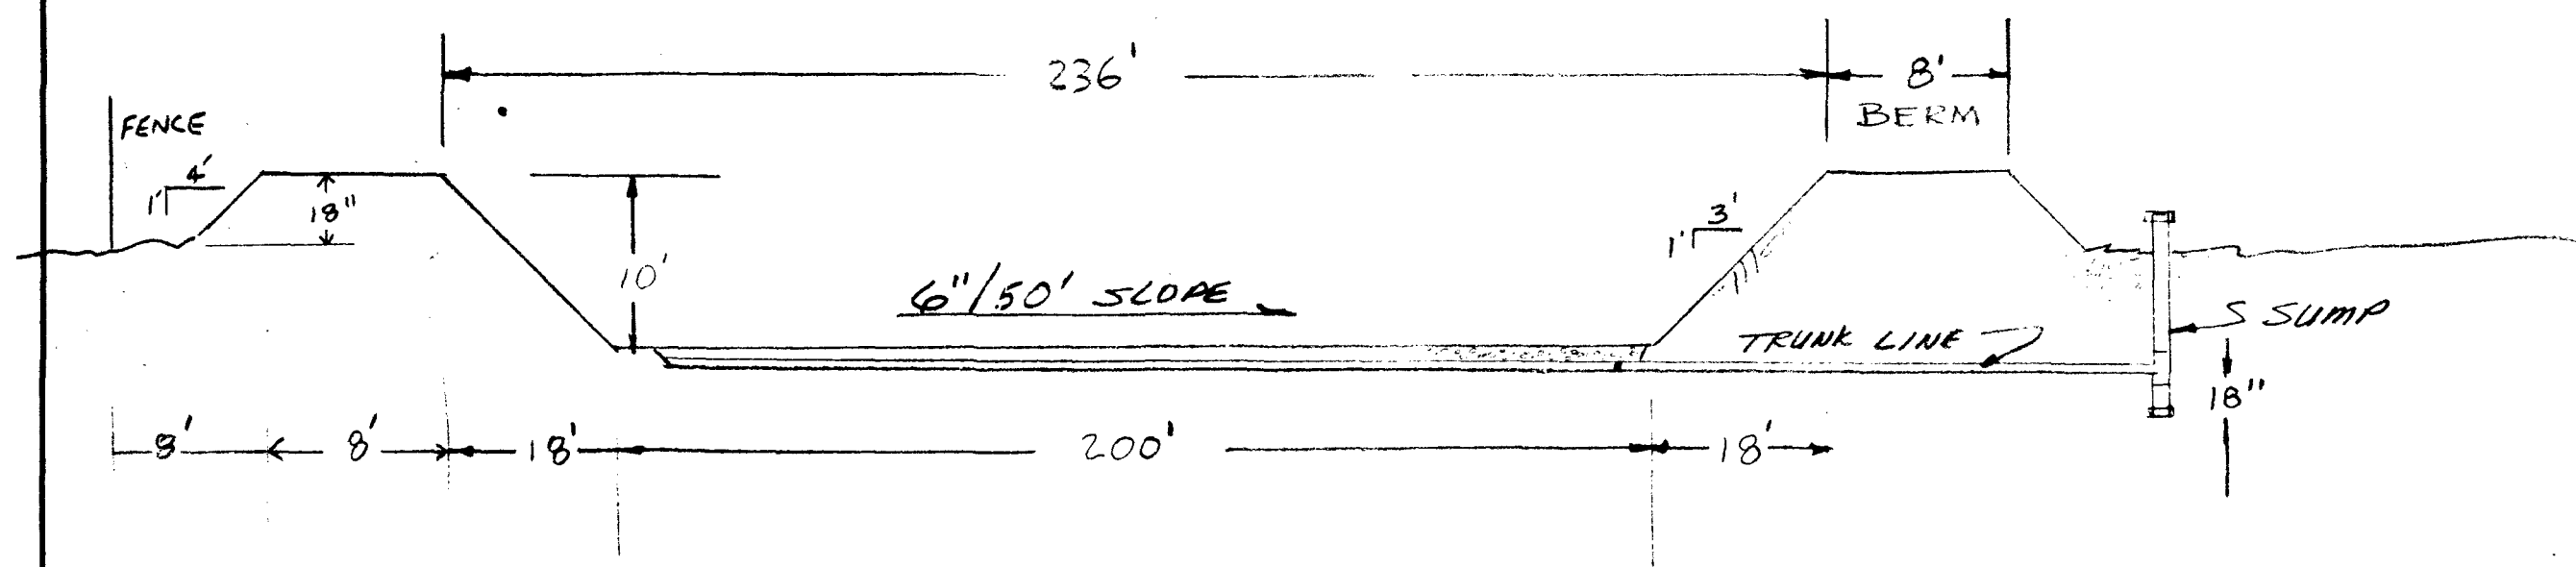 236'
8'
BERM
FENCE
4'
1'
18"
3'
1'
10'
6"/50' SLOPE
TRUNK LINE
SUMP
18"
8'
8'
18'
200'
18'